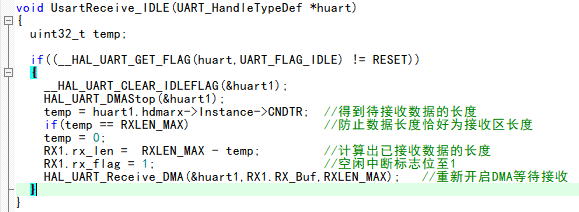 void UsartReceive_IDLE(UART_HandleTypeDef *huart)
{
uint32_t temp;
if((__HAL_UART_GET_FLAG(huart,UART_FLAG_IDLE) != RESET))
{
__HAL_UART_CLEAR_IDLEFLAG(&huart1);
HAL_UART_DMAStop(&huart1);
temp = huart1.hdmarx->Instance->CNDTR; //得到待接收数据的长度
if(temp == RXLEN_MAX) //防止数据长度恰好为接收区长度
temp = 0;
RX1.rx_len = RXLEN_MAX - temp; //计算出已接收数据的长度
RX1.rx_flag = 1; //空闲中断标志位至1
HAL_UART_Receive_DMA(&huart1,RX1.RX_Buf,RXLEN_MAX); //重新开启DMA等待接收
}
}